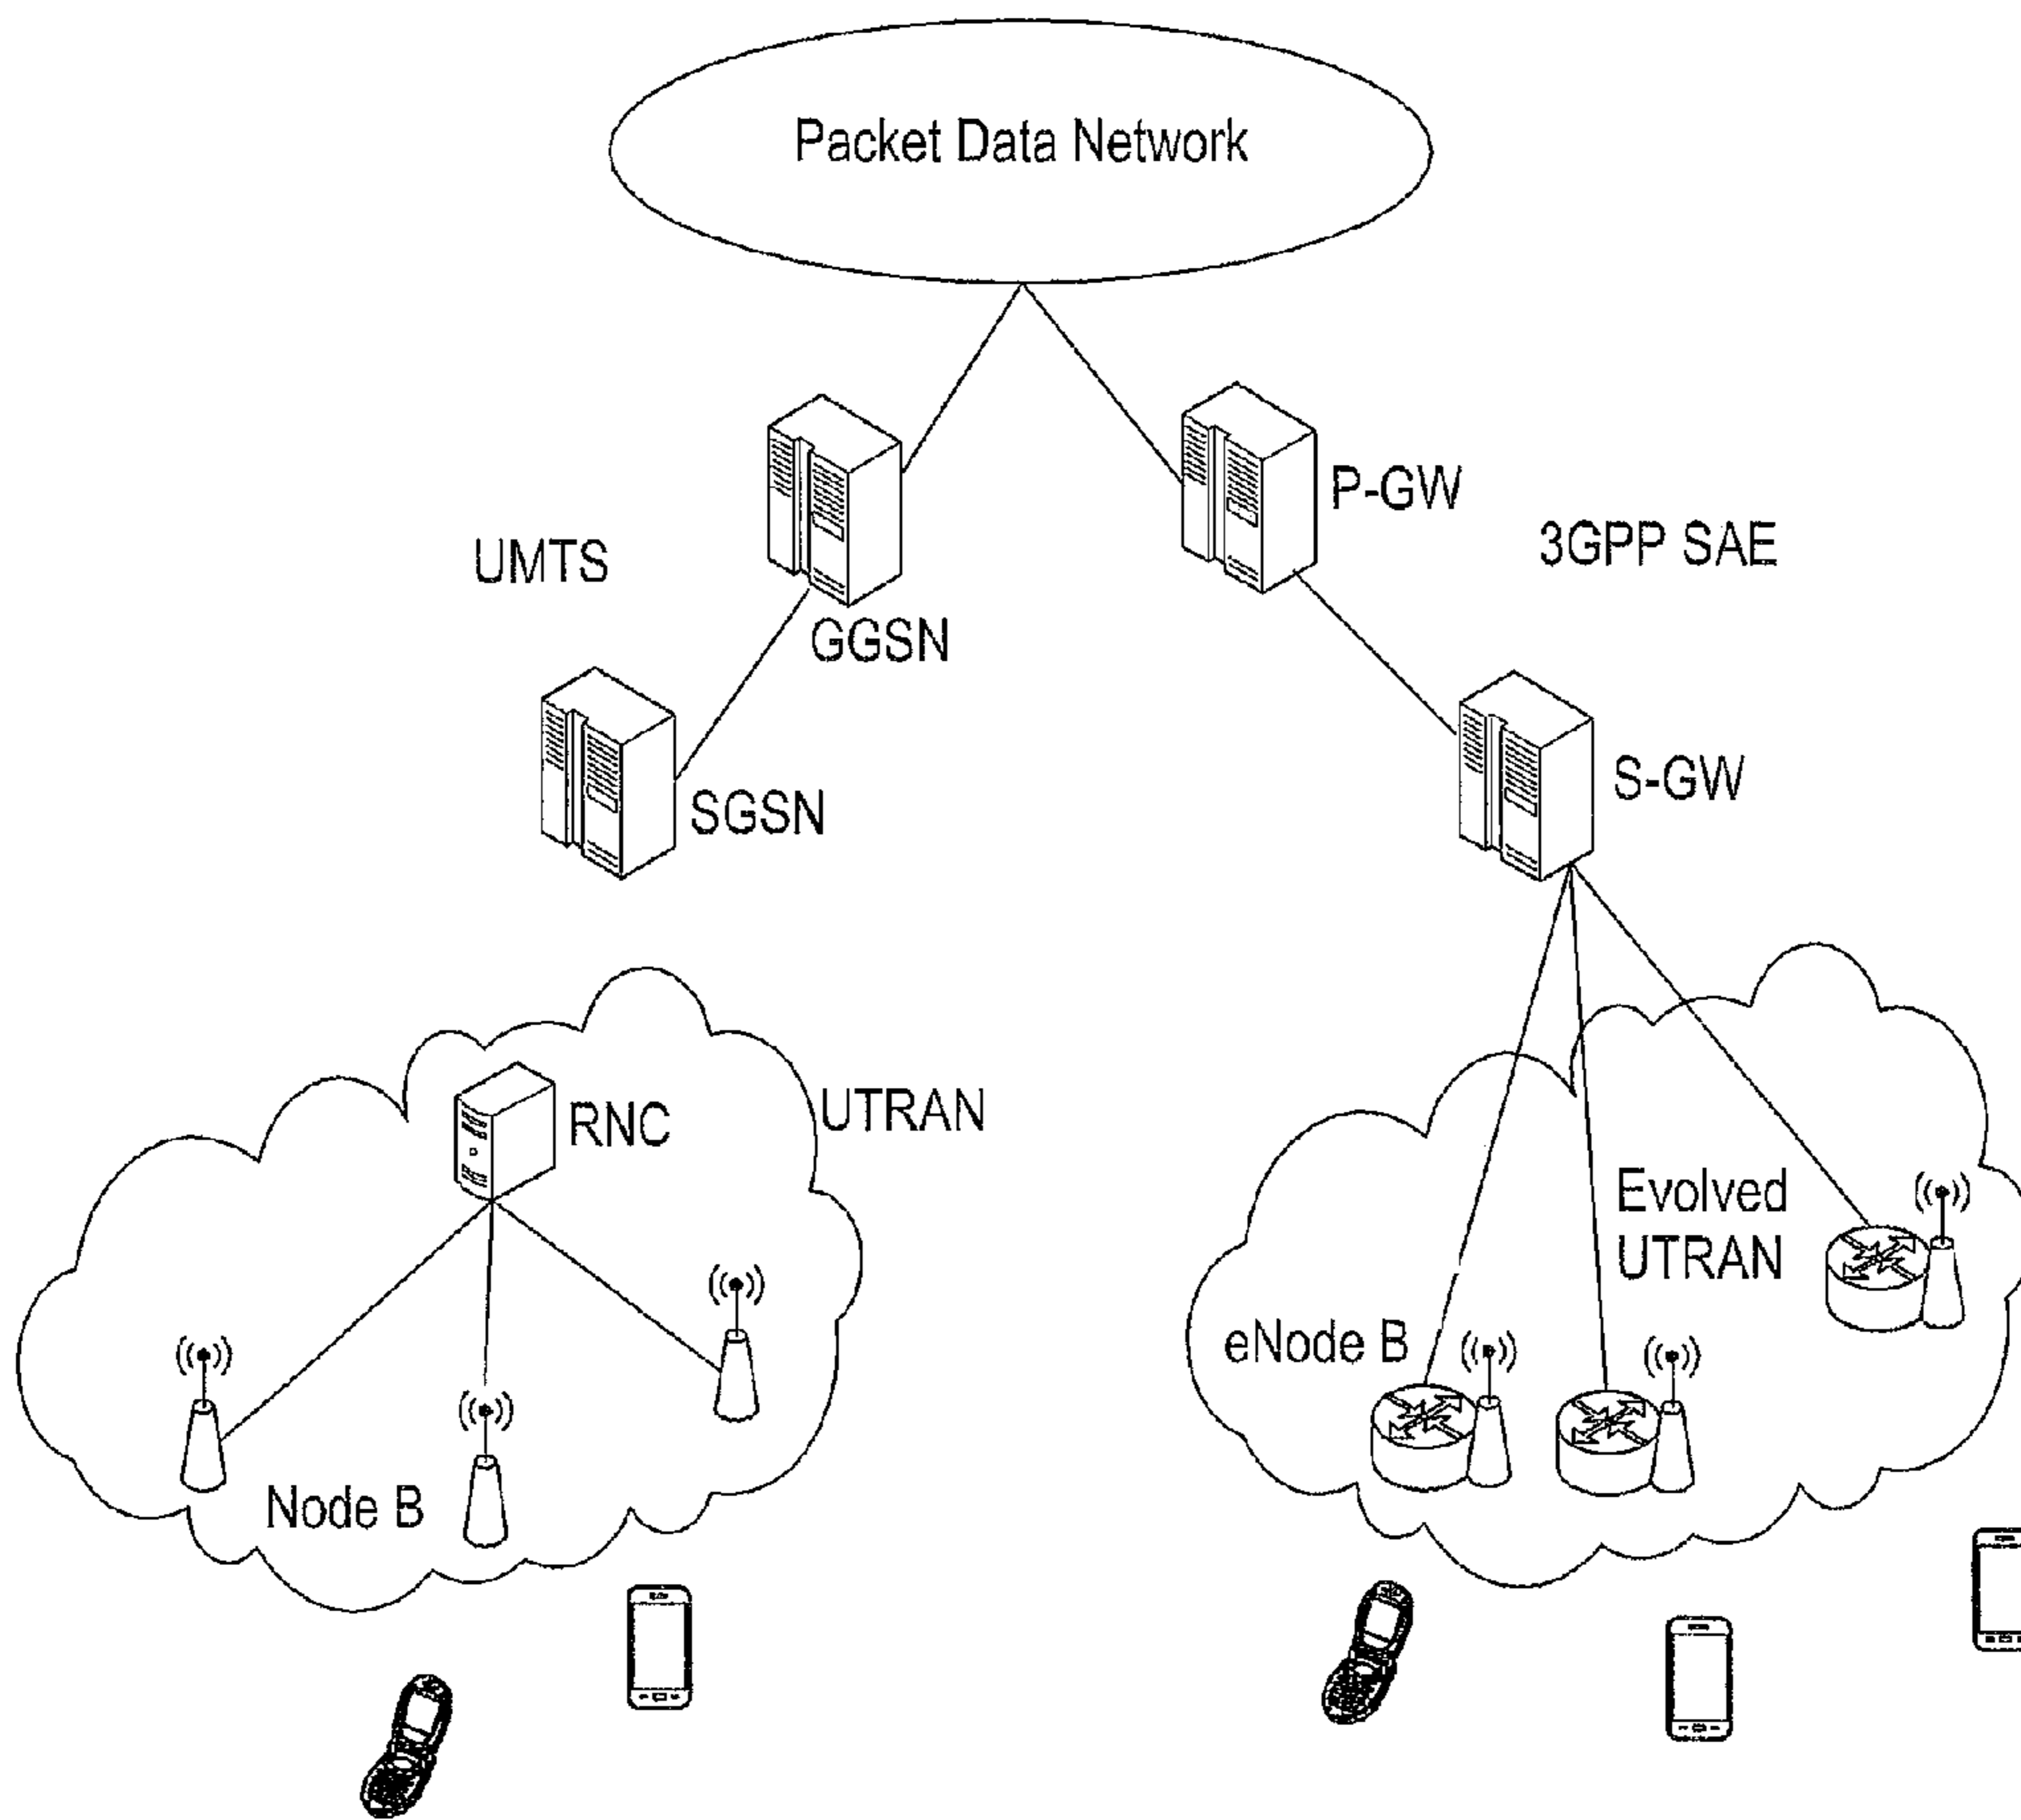 Packet Data Network
P-GW
3GPP SAE
UMTS
GGSN
S-GW
SGSN
RNC
UTRAN
Evolved
UTRAN
eNode B
Node B